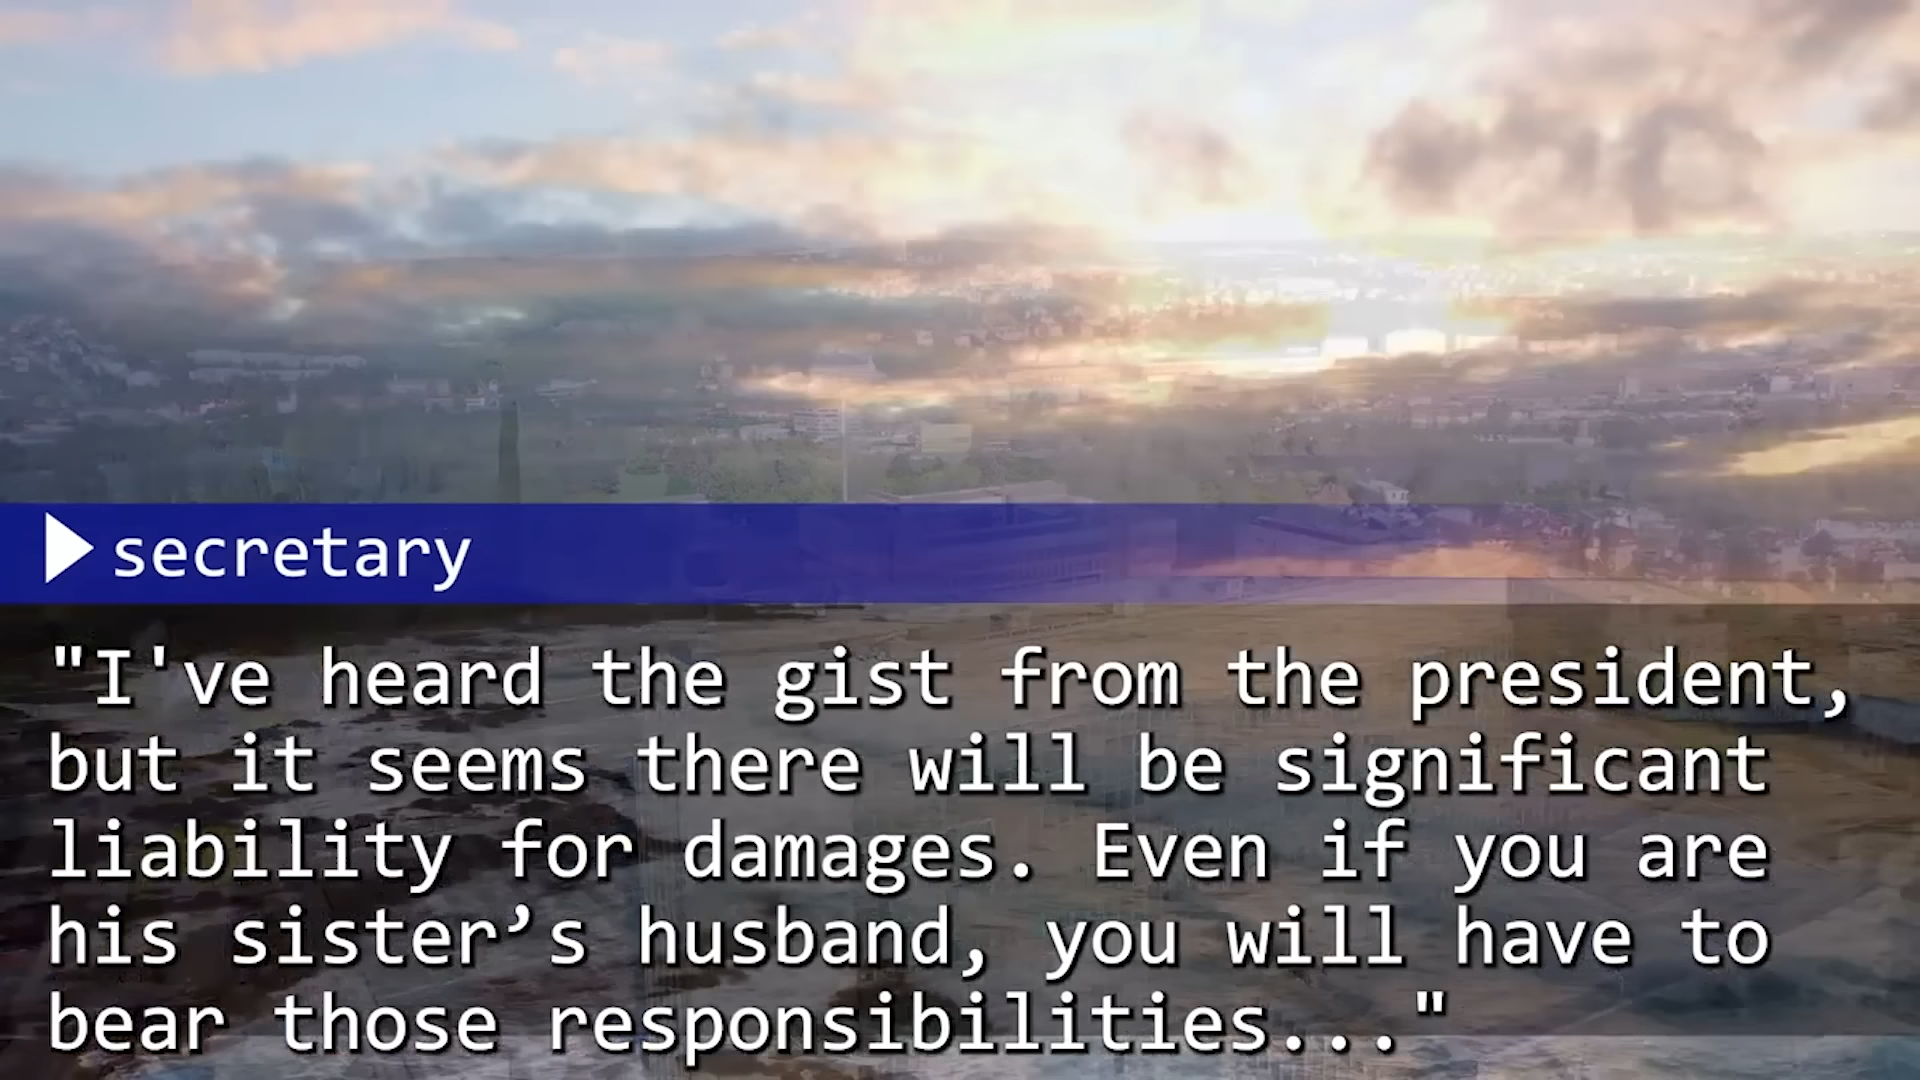 secretary
"I've heard the gist from the president,
but it seems there will be significant
liability for damages. Even if you are
his sister’s husband, you will have to
bear those responsibilities..."